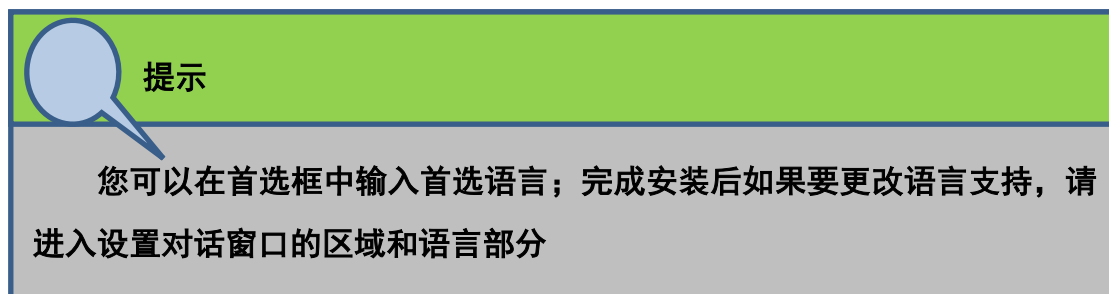 提示
您可以在首选框中输入首选语言；完成安装后如果要更改语言支持，请
进入设置对话窗口的区域和语言部分